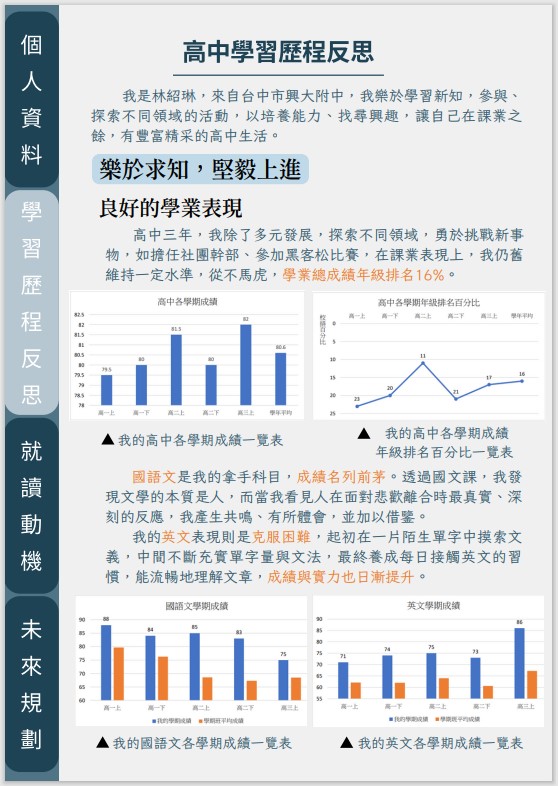 個人資料
學習歷程反思
就讀動機
未來規劃
高中學習歷程反思
我是林紹琳，來自台中市興大附中，我樂於學習新知，參與、
探索不同領域的活動，以培養能力、找尋興趣，讓自己在課業之
餘，有豐富精采的高中生活。
樂於求知，堅毅上進
良好的學業表現
高中三年，我除了多元發展，探索不同領域，勇於挑戰新事
物，如擔任社團幹部、參加黑客松比賽，在課業表現上，我仍舊
維持一定水準，從不馬虎，學業總成績年級排名16%。
高中各學期成績
82.5
82
81.5
81
80.5
80
79.5
79
78.5
78
79.5
80
81.5
80
82
80.6
高一上 高一下 高二上 高二下 高三上 學年平均
高中各學期年級排名百分比
較頓百分比
高一上 高一下 高二上 高二下 高三上 學年平均
0
5
10
15
20
25
23
20
11
21
17
16
▲ 我的高中各學期成績一覽表
▲ 我的高中各學期成績
年級排名百分比一覽表
國語文是我的拿手科目，成績名列前茅。透過國文課，我發
現文學的本質是人，而當我看見人在面對悲歡離合時最真實、深
刻的反應，我產生共鳴、有所體會，並加以借鑒。
我的英文表現則是克服困難，起初在一片陌生單字中摸索文
義，中間不斷充實單字量與文法，最終養成每日接觸英文的習
慣，能流暢地理解文章，成績與實力也日漸提升。
國語文學期成績
90
85
80
75
70
65
60
88
84
85
83
75
高一上 高一下 高二上 高二下 高三上
■我的學期成績 ■學期班平均成績
英文學期成績
90
85
80
75
70
65
60
55
71
74
75
73
86
高一上 高一下 高二上 高二下 高三上
■我的學期成績 ■學期班平均成績
▲ 我的國語文各學期成績一覽表
▲ 我的英文各學期成績一覽表